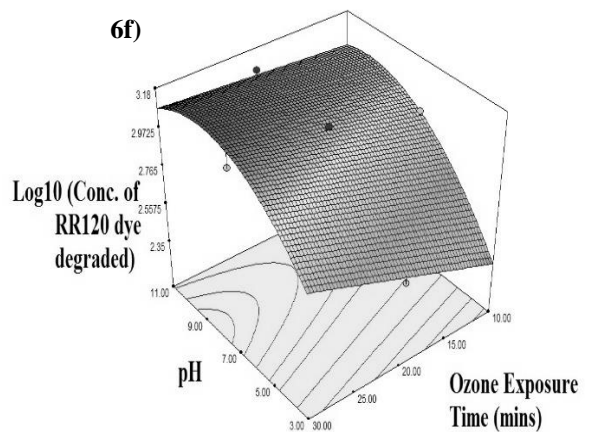 6f)
3.18
2.9725
2.765
2.5575
2.35
Log10 (Conc. of
RR120 dye
degraded)
11.00
9.00
7.00
5.00
3.00
pH
30.00
25.00
20.00
15.00
10.00
Ozone Exposure
Time (mins)